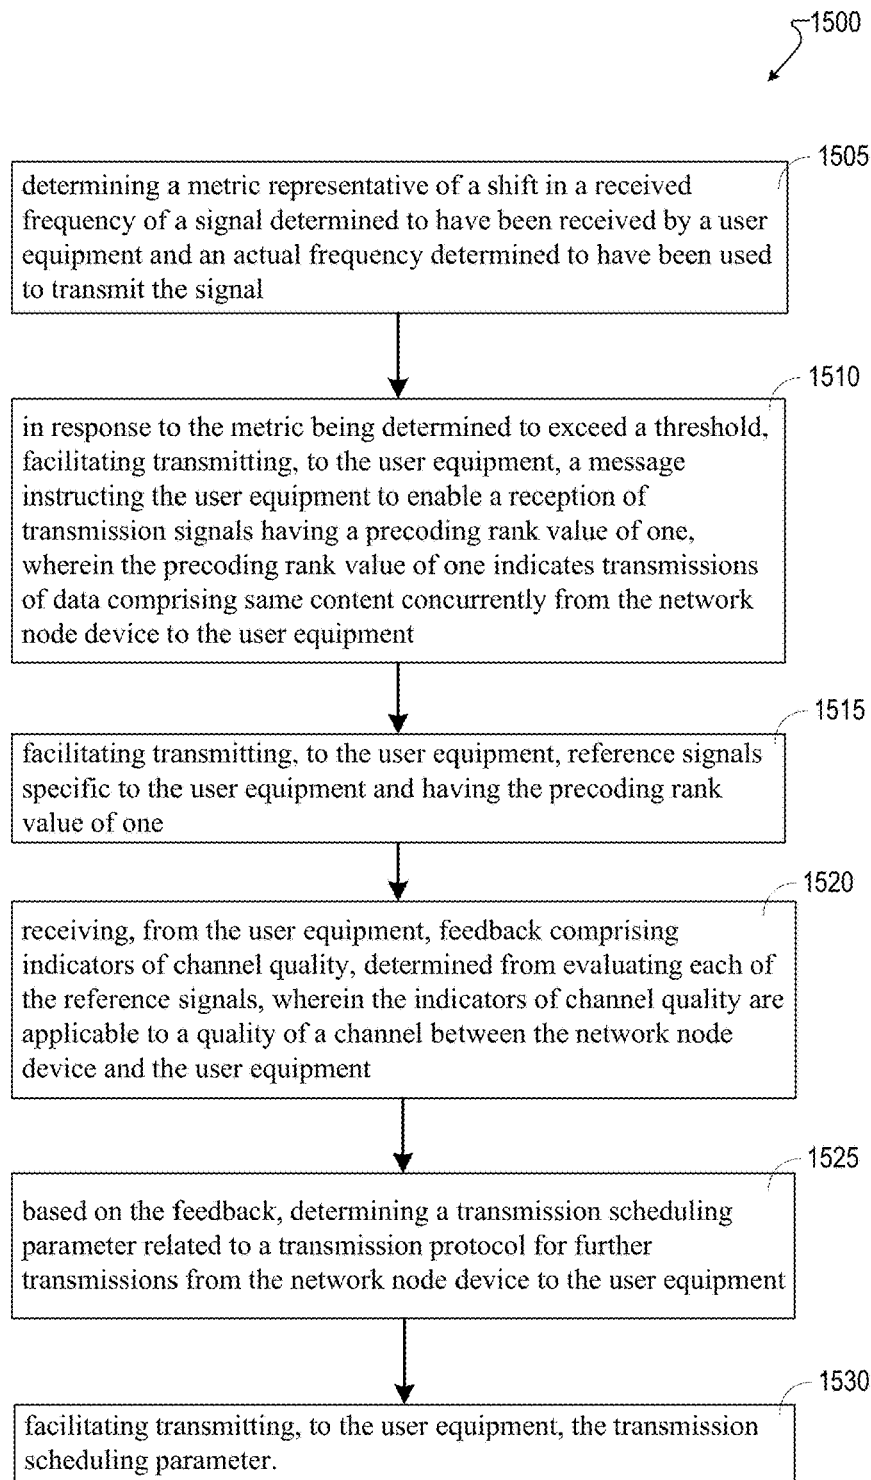 1500
1505
determining a metric representative of a shift in a received
frequency of a signal determined to have been received by a user
equipment and an actual frequency determined to have been used
to transmit the signal
1510
in response to the metric being determined to exceed a threshold,
facilitating transmitting, to the user equipment, a message
instructing the user equipment to enable a reception of
transmission signals having a precoding rank value of one,
wherein the precoding rank value of one indicates transmissions
of data comprising same content concurrently from the network
node device to the user equipment
1515
facilitating transmitting, to the user equipment, reference signals
specific to the user equipment and having the precoding rank
value of one
1520
receiving, from the user equipment, feedback comprising
indicators of channel quality, determined from evaluating each of
the reference signals, wherein the indicators of channel quality are
applicable to a quality of a channel between the network node
device and the user equipment
1525
based on the feedback, determining a transmission scheduling
parameter related to a transmission protocol for further
transmissions from the network node device to the user equipment
1530
facilitating transmitting, to the user equipment, the transmission
scheduling parameter.